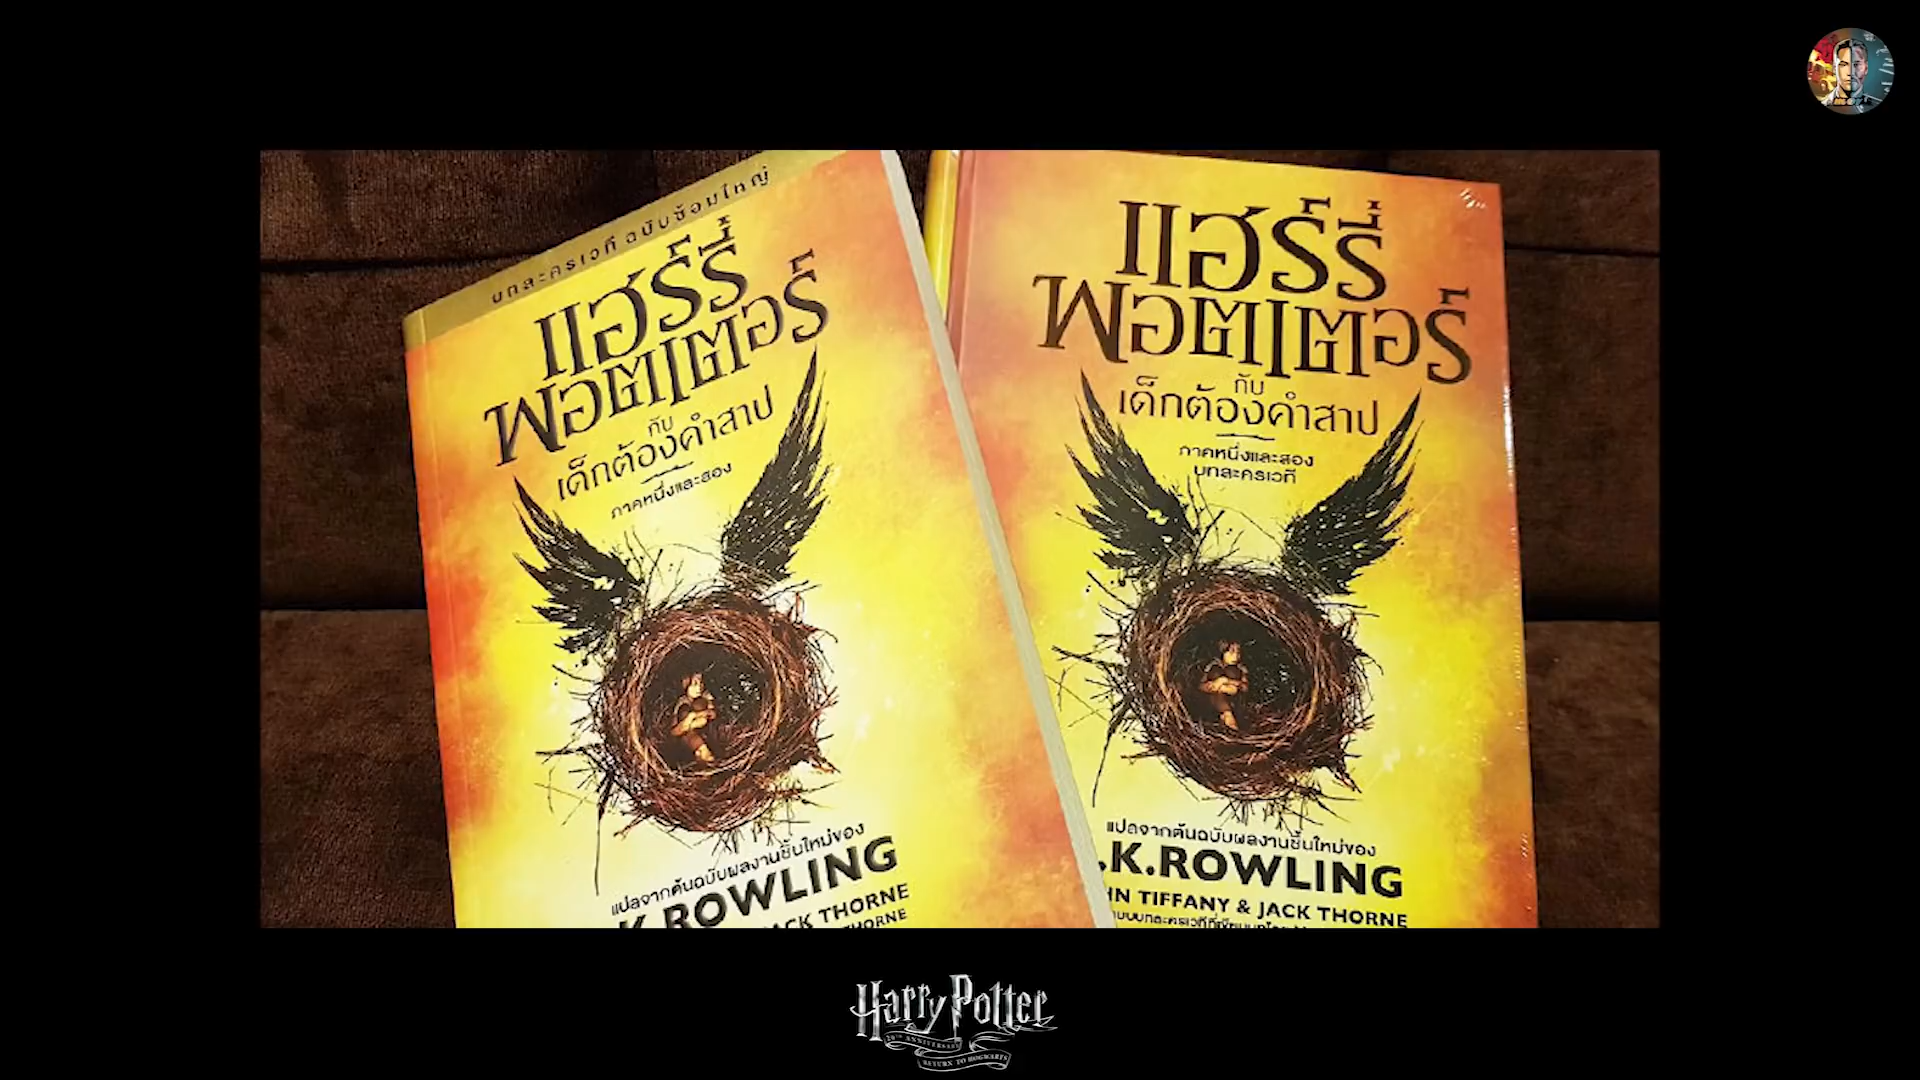 บทละครเวที ฉบับซ้อมใหญ่
แฮร์รี่
พอตเตอร์
กับ
เด็กต้องคำสาป
ภาคหนึ่งและสอง
แปลจากต้นฉบับผลงานชิ้นใหม่ของ
K.ROWLING
JACK THORNE
THORNE
แฮร์รี่
พอตเตอร์
กับ
เด็กต้องคำสาป
ภาคหนึ่งและสอง
บทละครเวที
แปลจากต้นฉบับผลงานชิ้นใหม่ของ
.K.ROWLING
HN TIFFANY & JACK THORNE
Harry Potter
20TH ANNIVERSARY
RETURN TO HOGWARTS